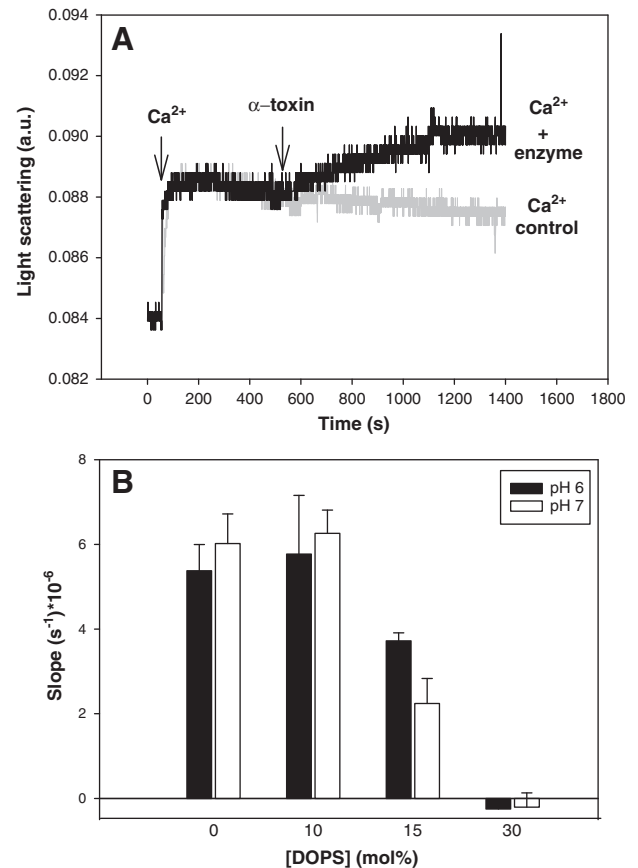 A
0.094
0.092
0.090
0.088
0.086
0.084
0.082
Light scattering (a.u.)
Ca²⁺
α–toxin
Ca²⁺
+
enzyme
Ca²⁺
control
0 200 400 600 800 1000 1200 1400 1600 1800
Time (s)
B
8
6
4
2
0
Slope (s⁻¹)*10⁻⁶
pH 6
pH 7
0 10 15 30
[DOPS] (mol%)